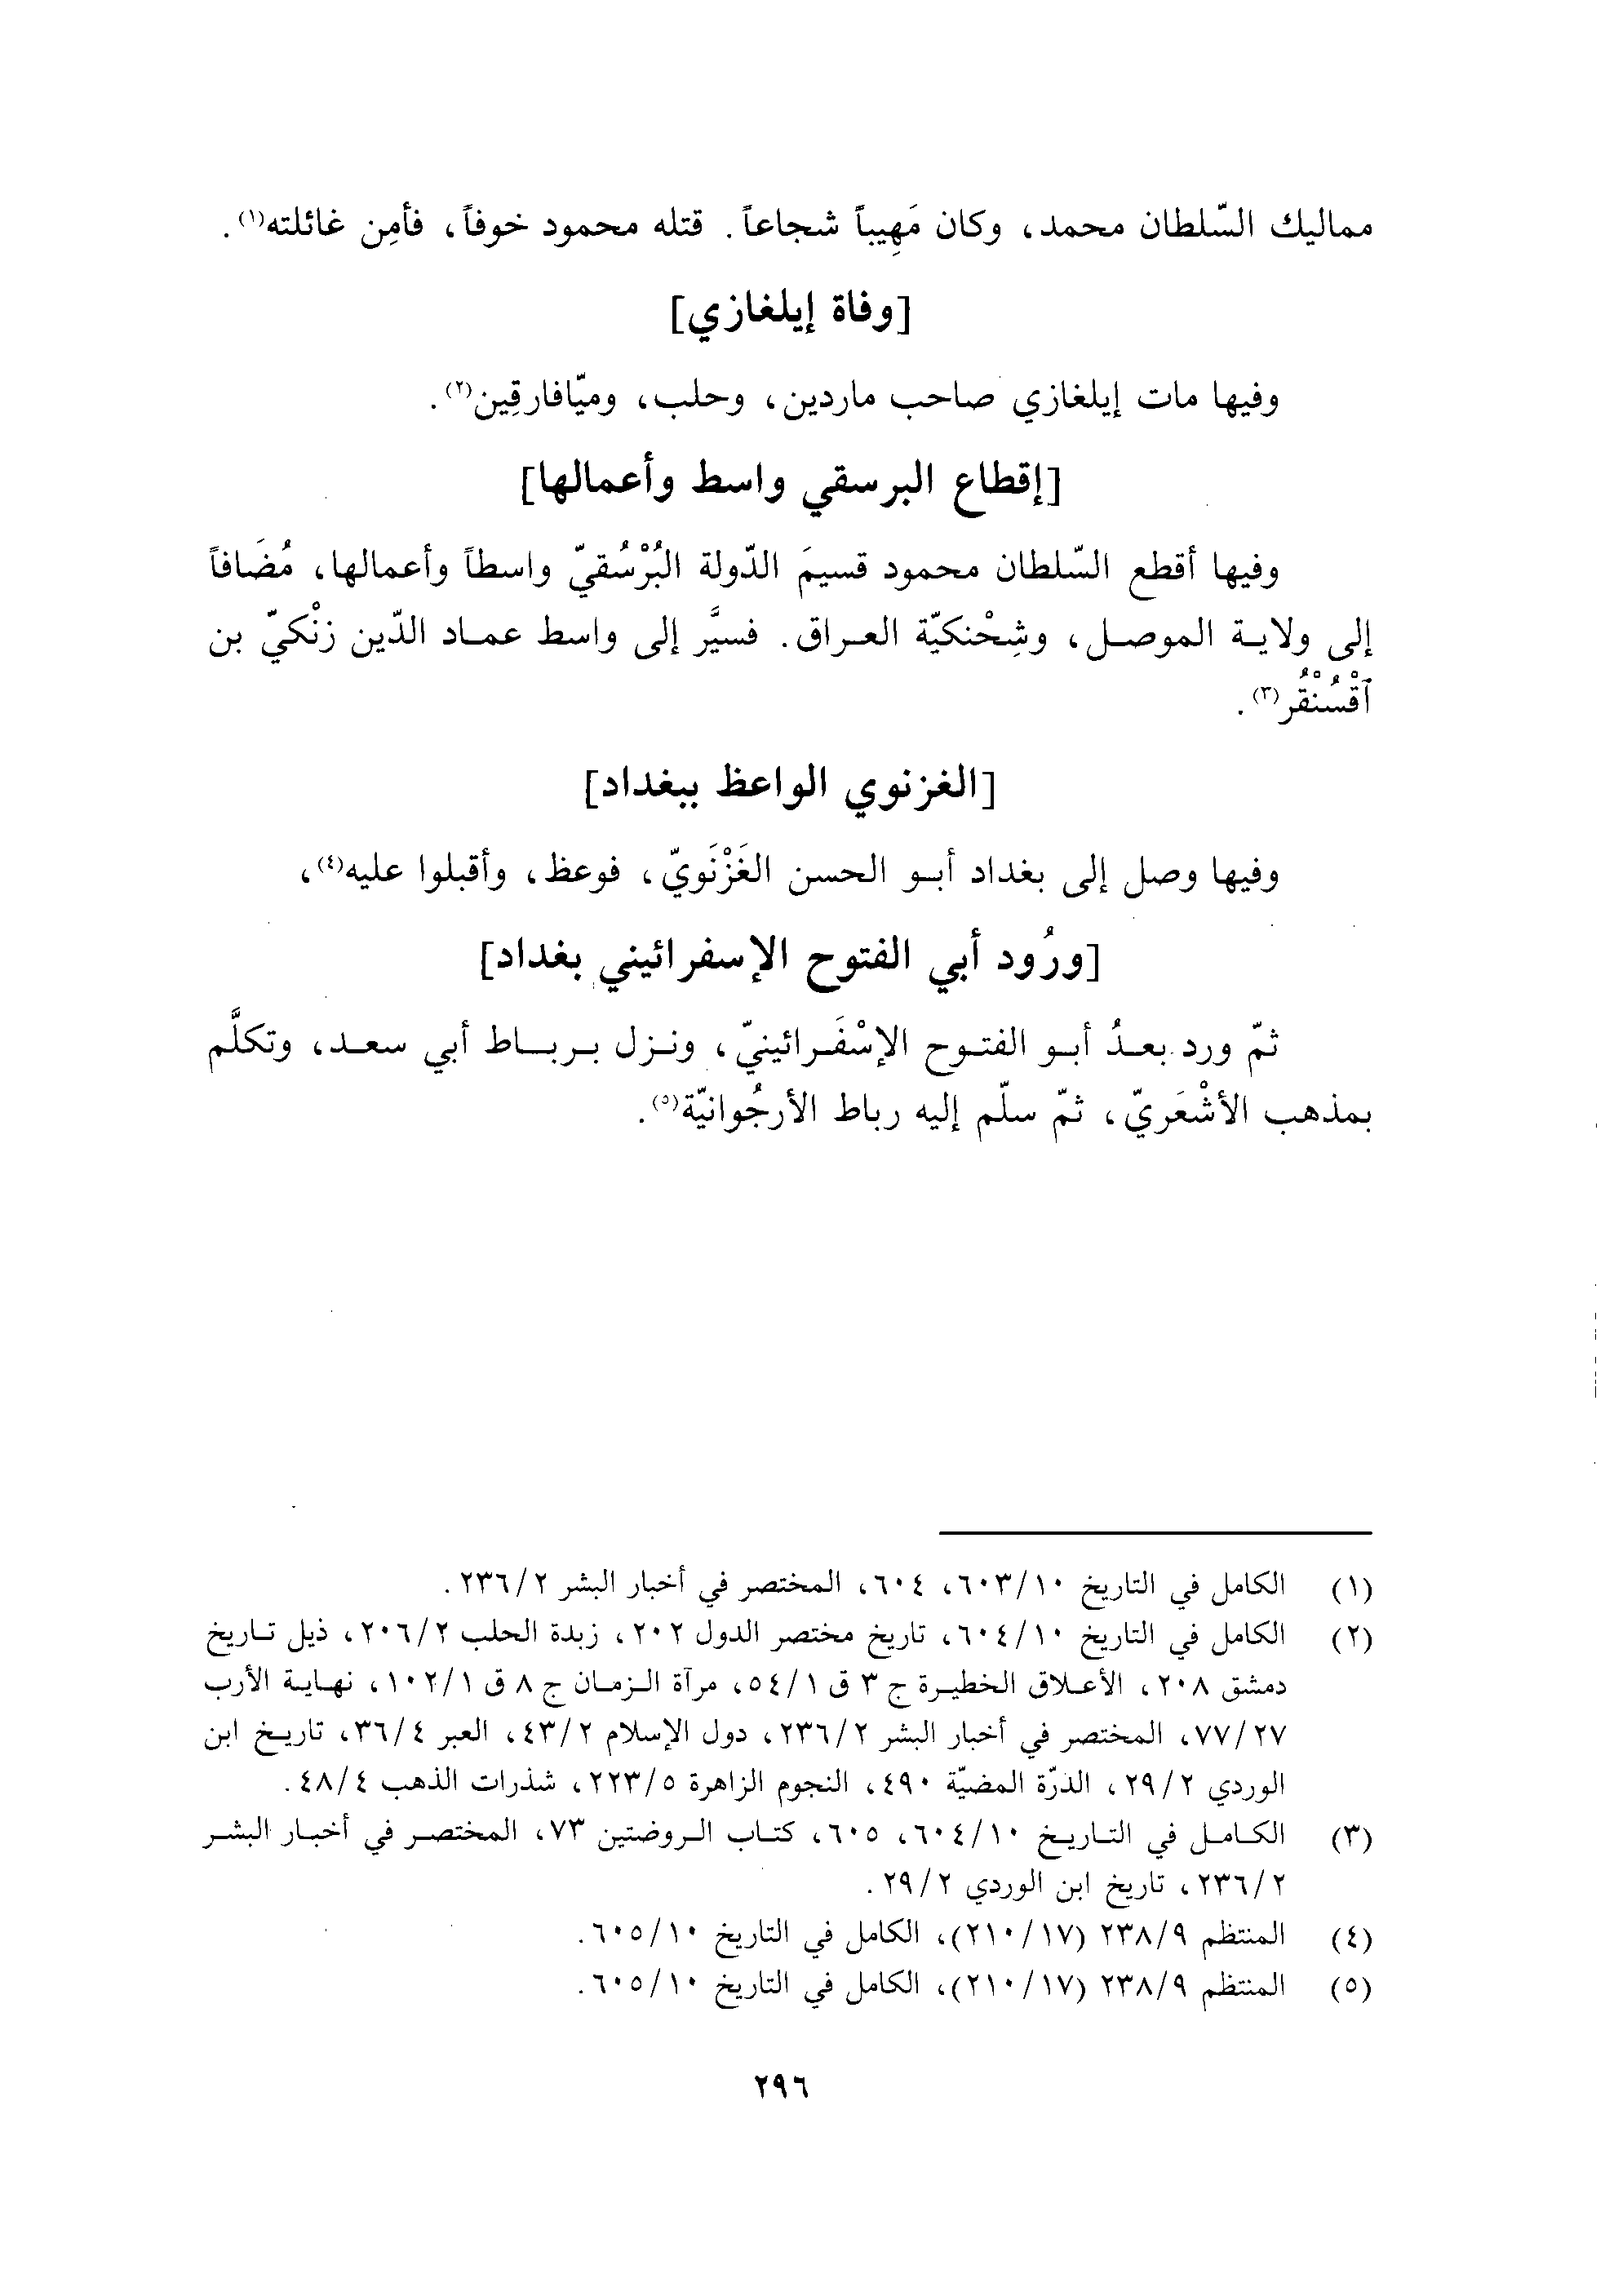 مماليك السّلطان محمد، وكان مَهِيباً شجاعاً. قتله محمود خوفاً، فأمِن غائلته(١).
[وفاة إيلغازي]
وفيها مات إيلغازي صاحب ماردين، وحلب، وميّافارقِين(٢).
[إقطاع البرسقي واسط وأعمالها]
وفيها أقطع السّلطان محمود قسيمَ الدّولة البُرْسُقيّ واسطاً وأعمالها، مُضَافاً
إلى ولاية الموصل، وشِحْنكيّة العراق. فسيَّر إلى واسط عماد الدّين زنْكيّ بن
آقْسُنْقُر(٣).
[الغزنوي الواعظ ببغداد]
وفيها وصل إلى بغداد أبو الحسن الغَزْنَويّ، فوعظ، وأقبلوا عليه(٤)،
[ورُود أبي الفتوح الإسفرائيني بغداد]
ثمّ ورد بعدُ أبو الفتوح الإسْفَرائينيّ، ونزل برباط أبي سعد، وتكلَّم
بمذهب الأشْعَريّ، ثمّ سلّم إليه رباط الأرجُوانيّة(٥).
(١) الكامل في التاريخ ٦٠٣/١٠، ٦٠٤، المختصر في أخبار البشر ٢٣٦/٢.
(٢) الكامل في التاريخ ٦٠٤/١٠، تاريخ مختصر الدول ٢٠٢، زبدة الحلب ٢٠٦/٢، ذيل تاريخ
دمشق ٢٠٨، الأعلاق الخطيرة ج ٣ ق ٥٤/١، مرآة الزمان ج ٨ ق ١٠٢/١، نهاية الأرب
٧٧/٢٧، المختصر في أخبار البشر ٢٣٦/٢، دول الإسلام ٤٣/٢، العبر ٣٦/٤، تاريخ ابن
الوردي ٢٩/٢، الدرّة المضيّة ٤٩٠، النجوم الزاهرة ٢٢٣/٥، شذرات الذهب ٤٨/٤.
(٣) الكامل في التاريخ ٦٠٤/١٠، ٦٠٥، كتاب الروضتين ٧٣، المختصر في أخبار البشر
٢٣٦/٢، تاريخ ابن الوردي ٢٩/٢.
(٤) المنتظم ٢٣٨/٩ (٢١٠/١٧)، الكامل في التاريخ ٦٠٥/١٠.
(٥) المنتظم ٢٣٨/٩ (٢١٠/١٧)، الكامل في التاريخ ٦٠٥/١٠.
٢٩٦